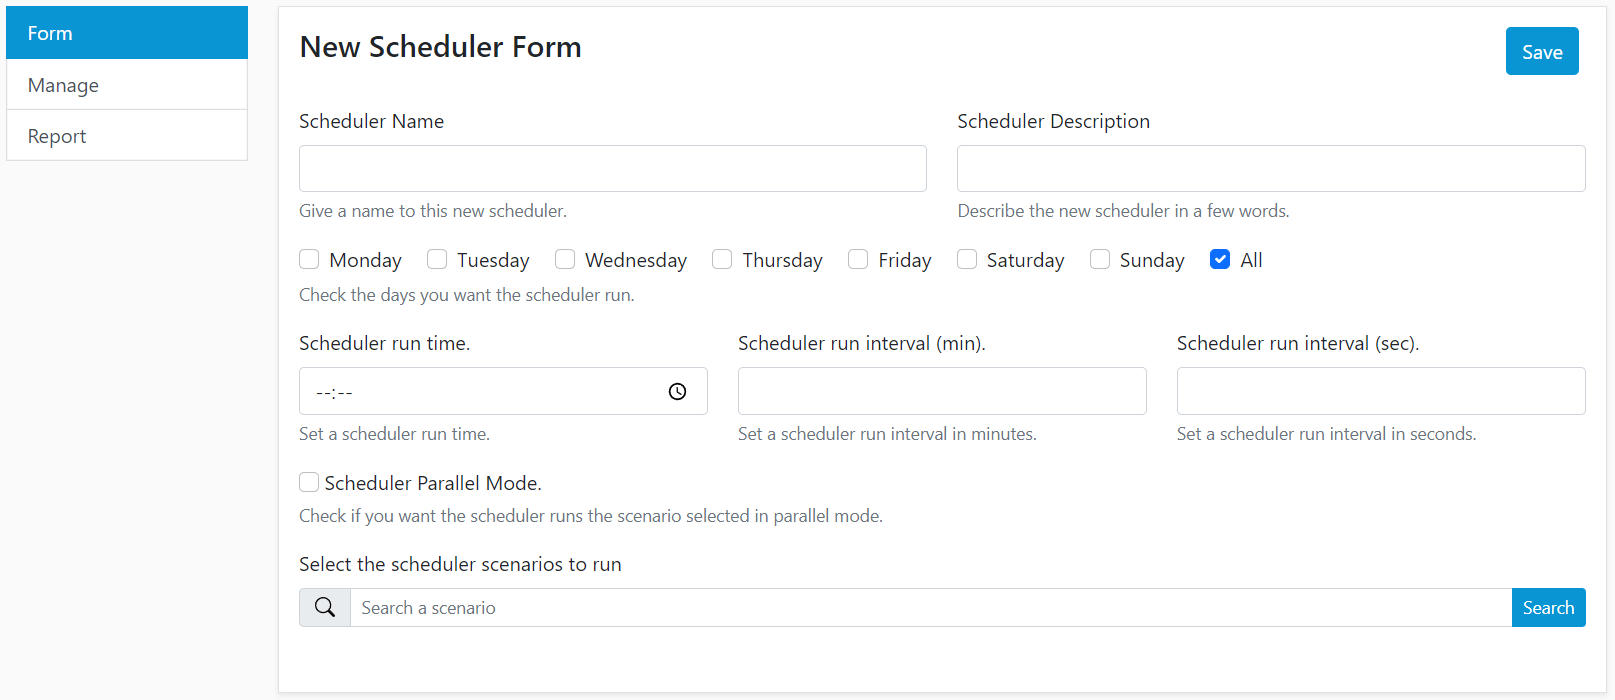 Form
Manage
Report
New Scheduler Form
Save
Scheduler Name
Scheduler Description
Give a name to this new scheduler.
Describe the new scheduler in a few words.
Monday Tuesday Wednesday Thursday Friday Saturday Sunday All
Check the days you want the scheduler run.
Scheduler run time.
Scheduler run interval (min).
Scheduler run interval (sec).
--:--
Set a scheduler run time.
Set a scheduler run interval in minutes.
Set a scheduler run interval in seconds.
Scheduler Parallel Mode.
Check if you want the scheduler runs the scenario selected in parallel mode.
Select the scheduler scenarios to run
Search a scenario
Search